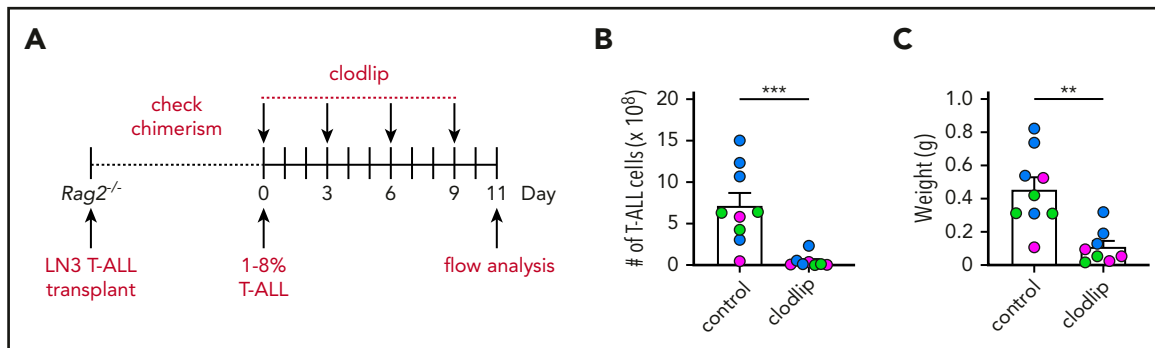 A
clodlip
check
chimerism
Rag2-/-
0 3 6 9 11 Day
LN3 T-ALL
transplant
1-8%
T-ALL
flow analysis
B
***
# of T-ALL cells (x 10⁸)
20
15
10
5
0
control
clodlip
C
**
Weight (g)
1.0
0.8
0.6
0.4
0.2
0
control
clodlip